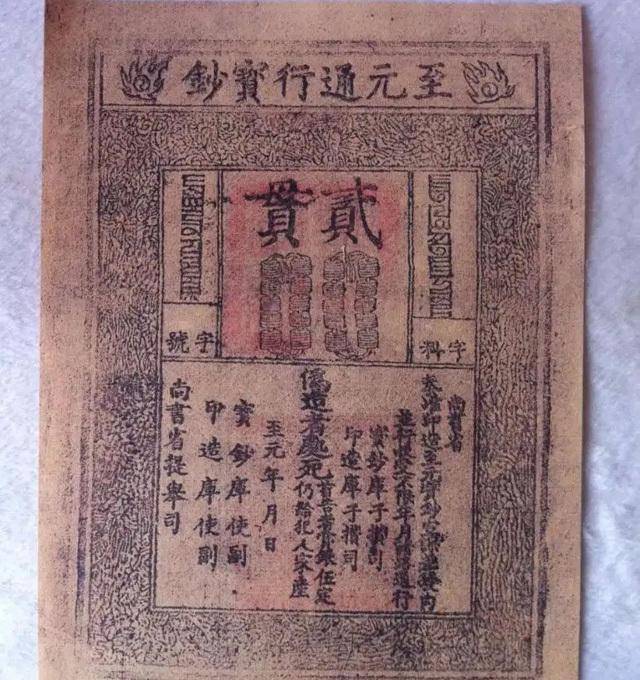 至元通行寶鈔
貳貫
字料
字號
尚書省
奏准印造至元寶鈔宣課差役內
並行收受不限年月諸路通行
寶鈔庫子攢司
印造庫子攢司
僞造者處死
首告者賞銀伍定
仍給犯人家產
至元年月日
寶鈔庫使副
印造庫使副
尚書省提舉司